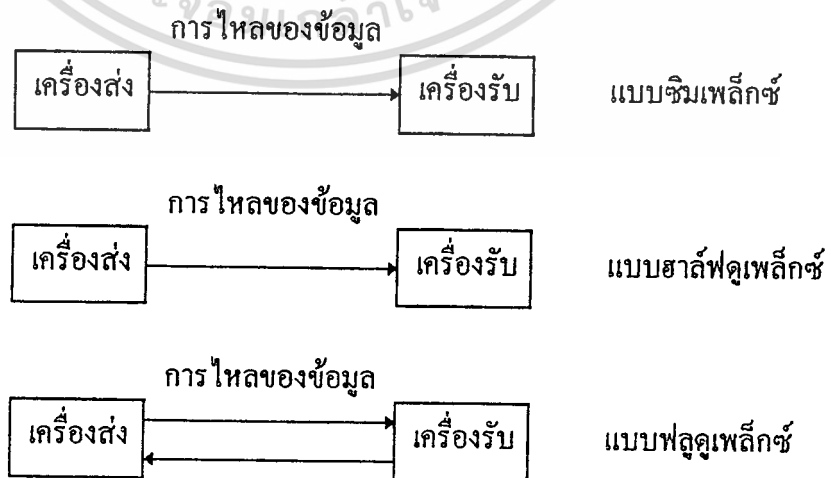 การไหลของข้อมูล
เครื่องส่ง เครื่องรับ แบบซิมเพล็กซ์
การไหลของข้อมูล
เครื่องส่ง เครื่องรับ แบบฮาล์ฟดูเพล็กซ์
การไหลของข้อมูล
เครื่องส่ง เครื่องรับ แบบฟลูดูเพล็กซ์